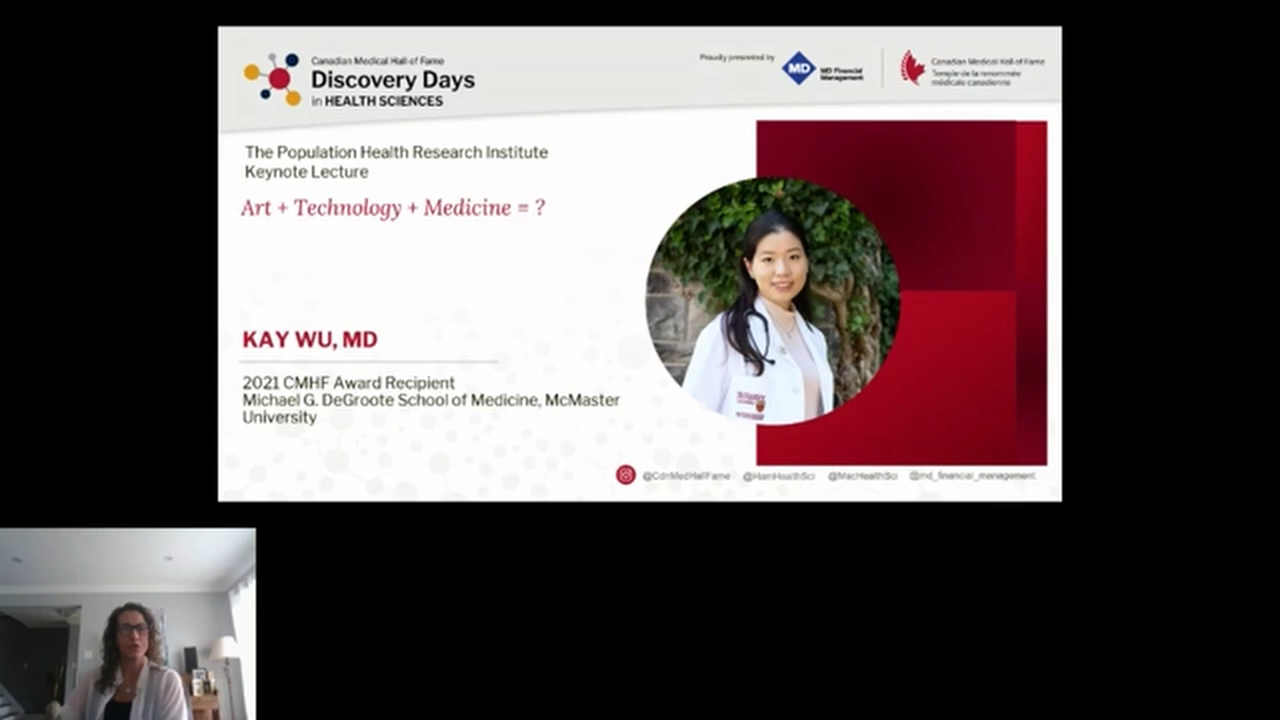 Canadian Medical Hall of Fame
Discovery Days
in HEALTH SCIENCES
Proudly presented by
MD
MD Financial
Management
Canadian Medical Hall of Fame
Temple de la renommée
médicale canadienne
The Population Health Research Institute
Keynote Lecture
Art + Technology + Medicine = ?
KAY WU, MD
2021 CMHF Award Recipient
Michael G. DeGroote School of Medicine, McMaster
University
@CdnMedHallFame @HamHealthSci @MacHealthSci @md_financial_management